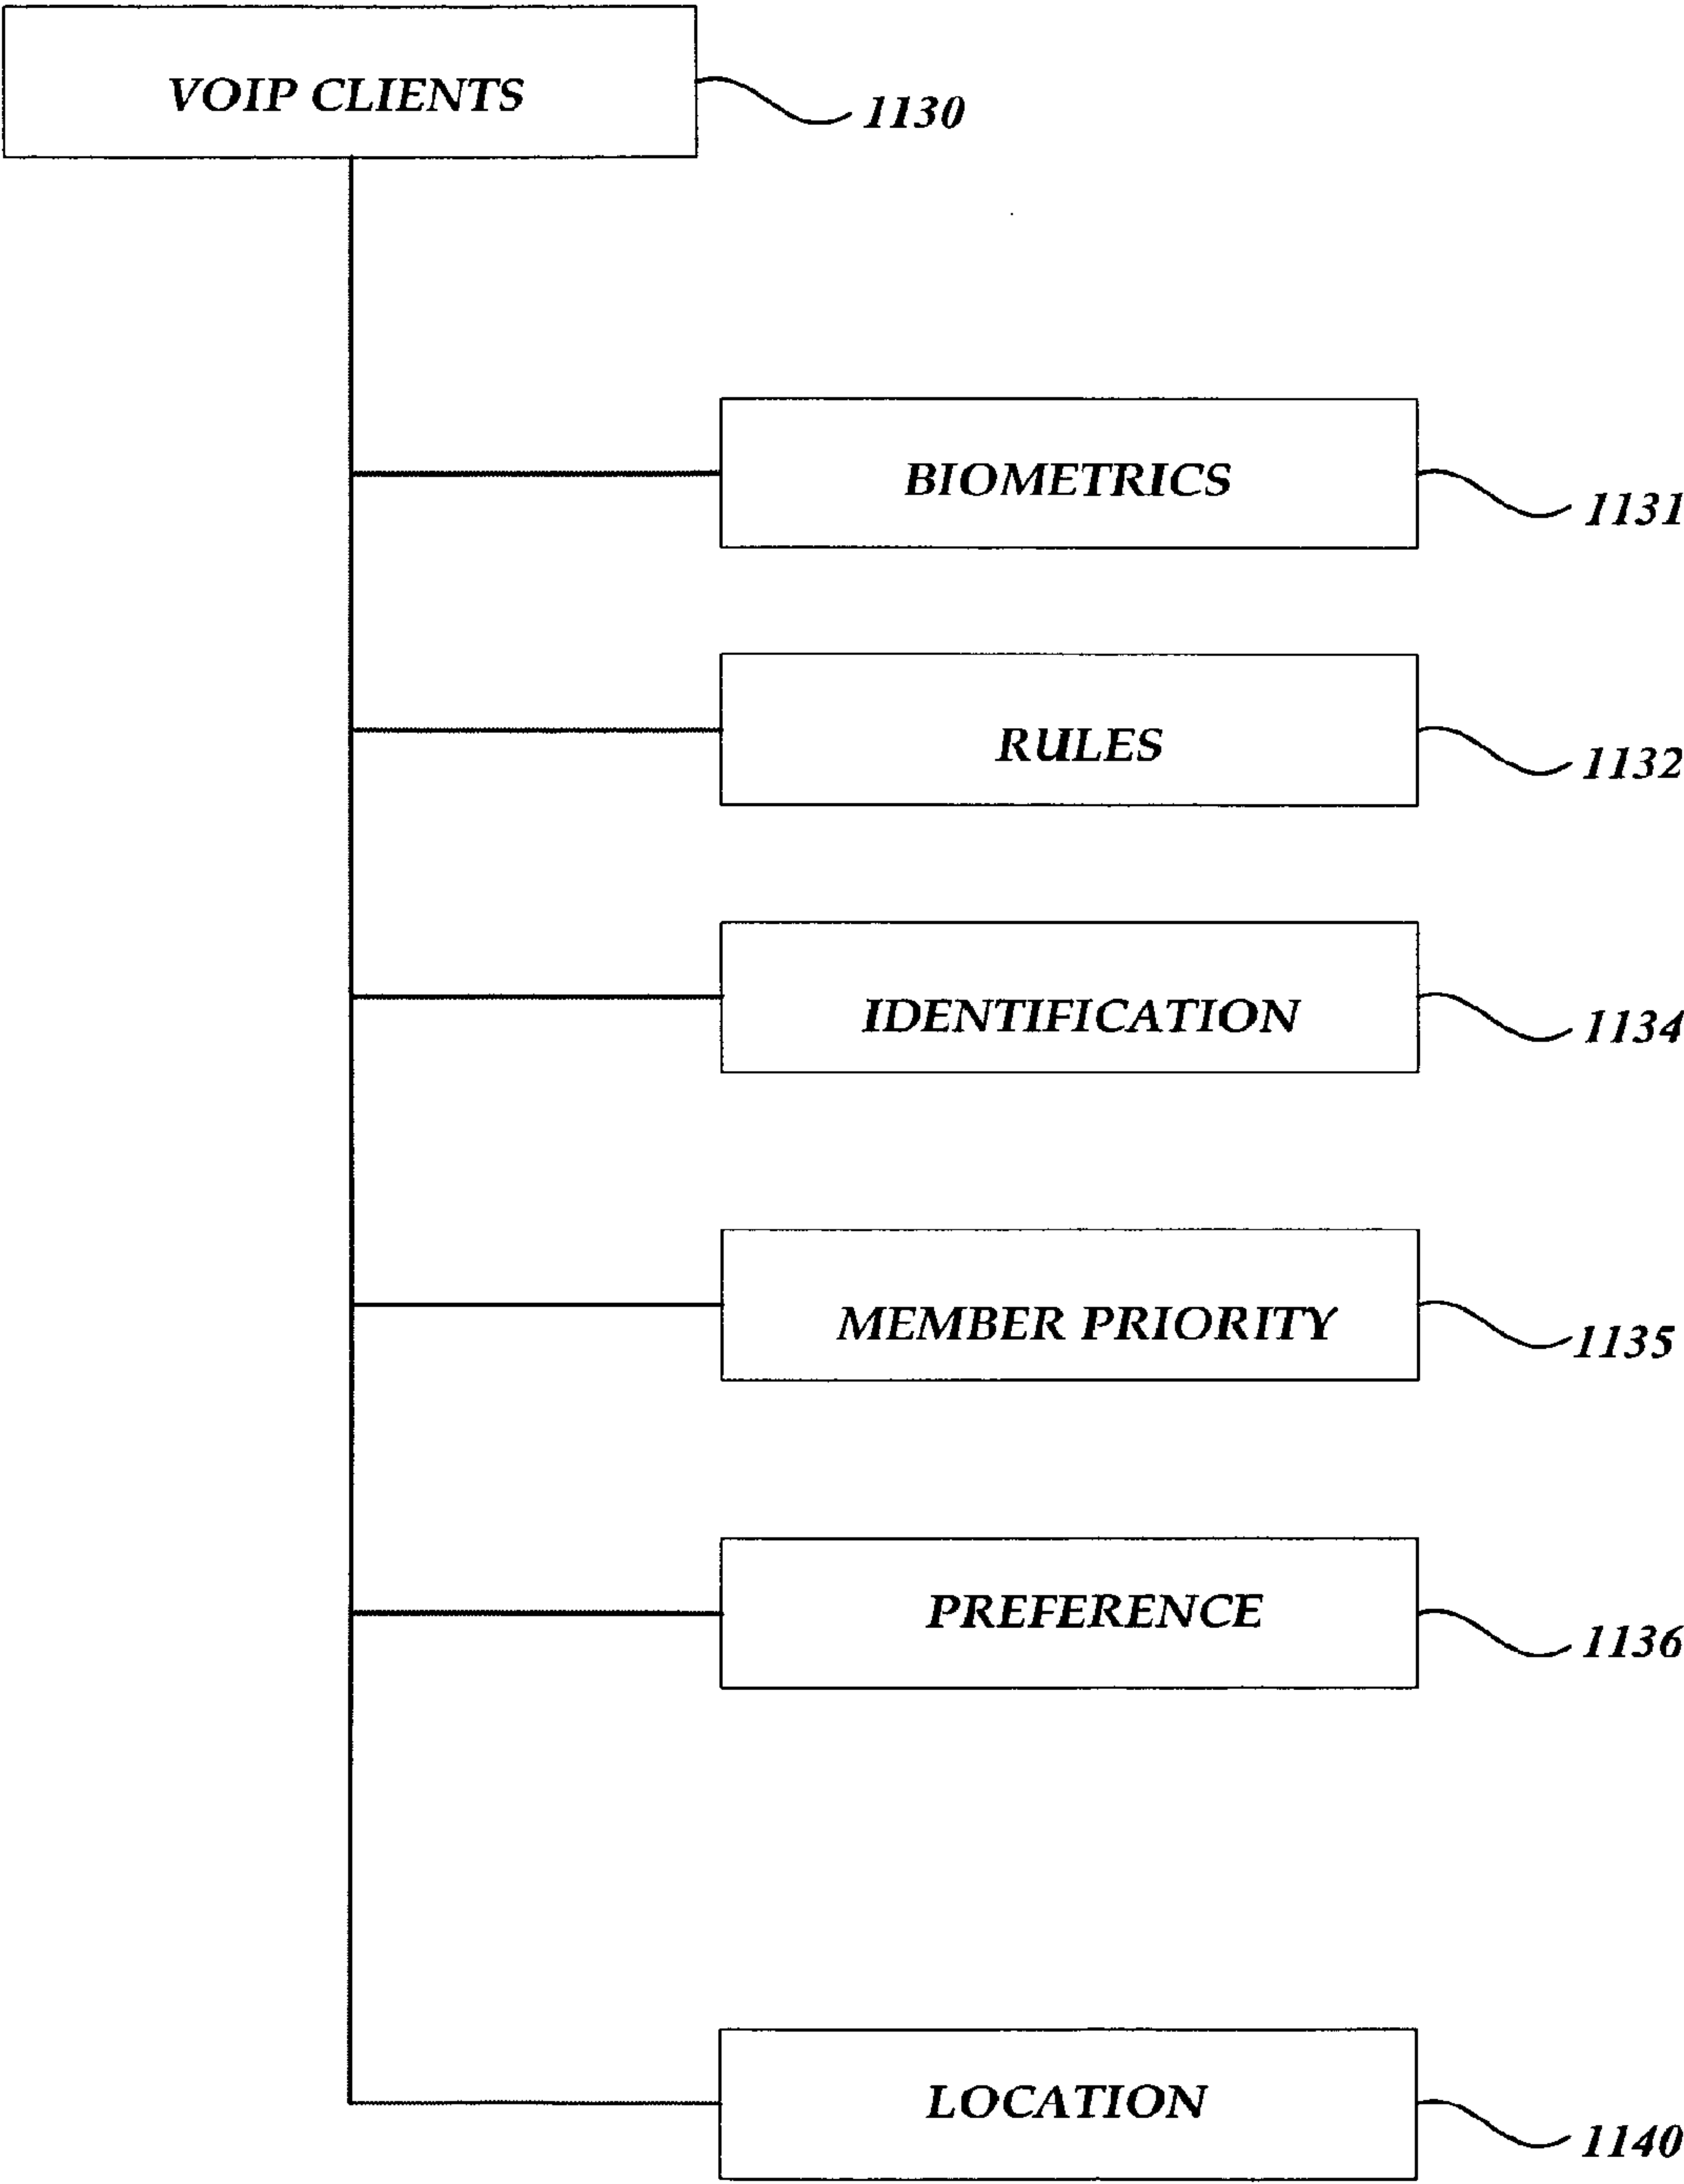 VOIP CLIENTS
1130
BIOMETRICS
1131
RULES
1132
IDENTIFICATION
1134
MEMBER PRIORITY
1135
PREFERENCE
1136
LOCATION
1140